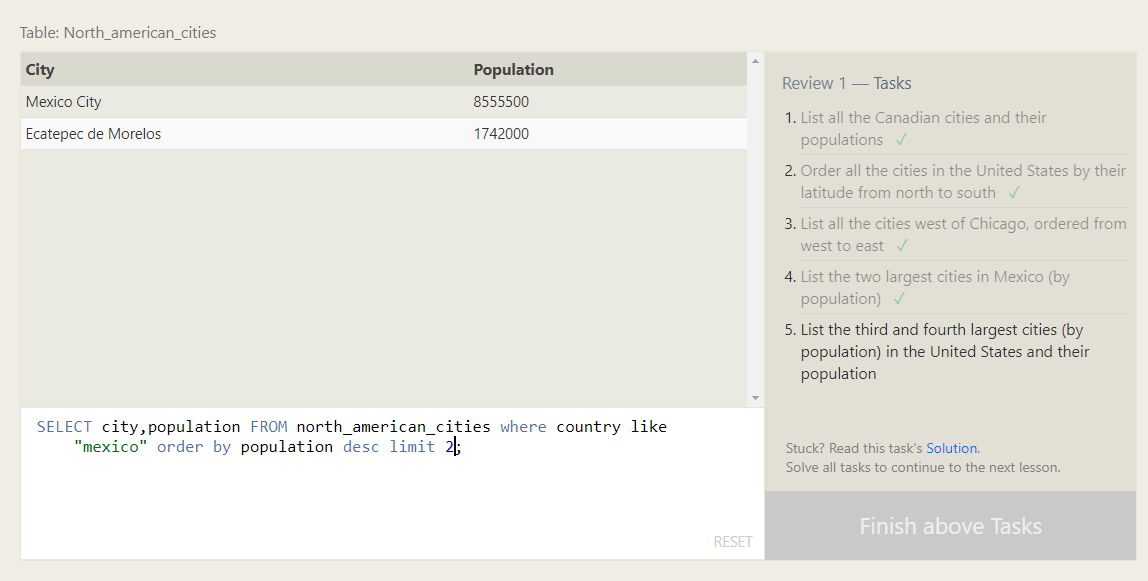 Table: North_american_cities
City Population
Mexico City 8555500
Ecatepec de Morelos 1742000
SELECT city,population FROM north_american_cities where country like
"mexico" order by population desc limit 2;
RESET
Review 1 — Tasks
1. List all the Canadian cities and their
populations ✓
2. Order all the cities in the United States by their
latitude from north to south ✓
3. List all the cities west of Chicago, ordered from
west to east ✓
4. List the two largest cities in Mexico (by
population) ✓
5. List the third and fourth largest cities (by
population) in the United States and their
population
Stuck? Read this task's Solution.
Solve all tasks to continue to the next lesson.
Finish above Tasks